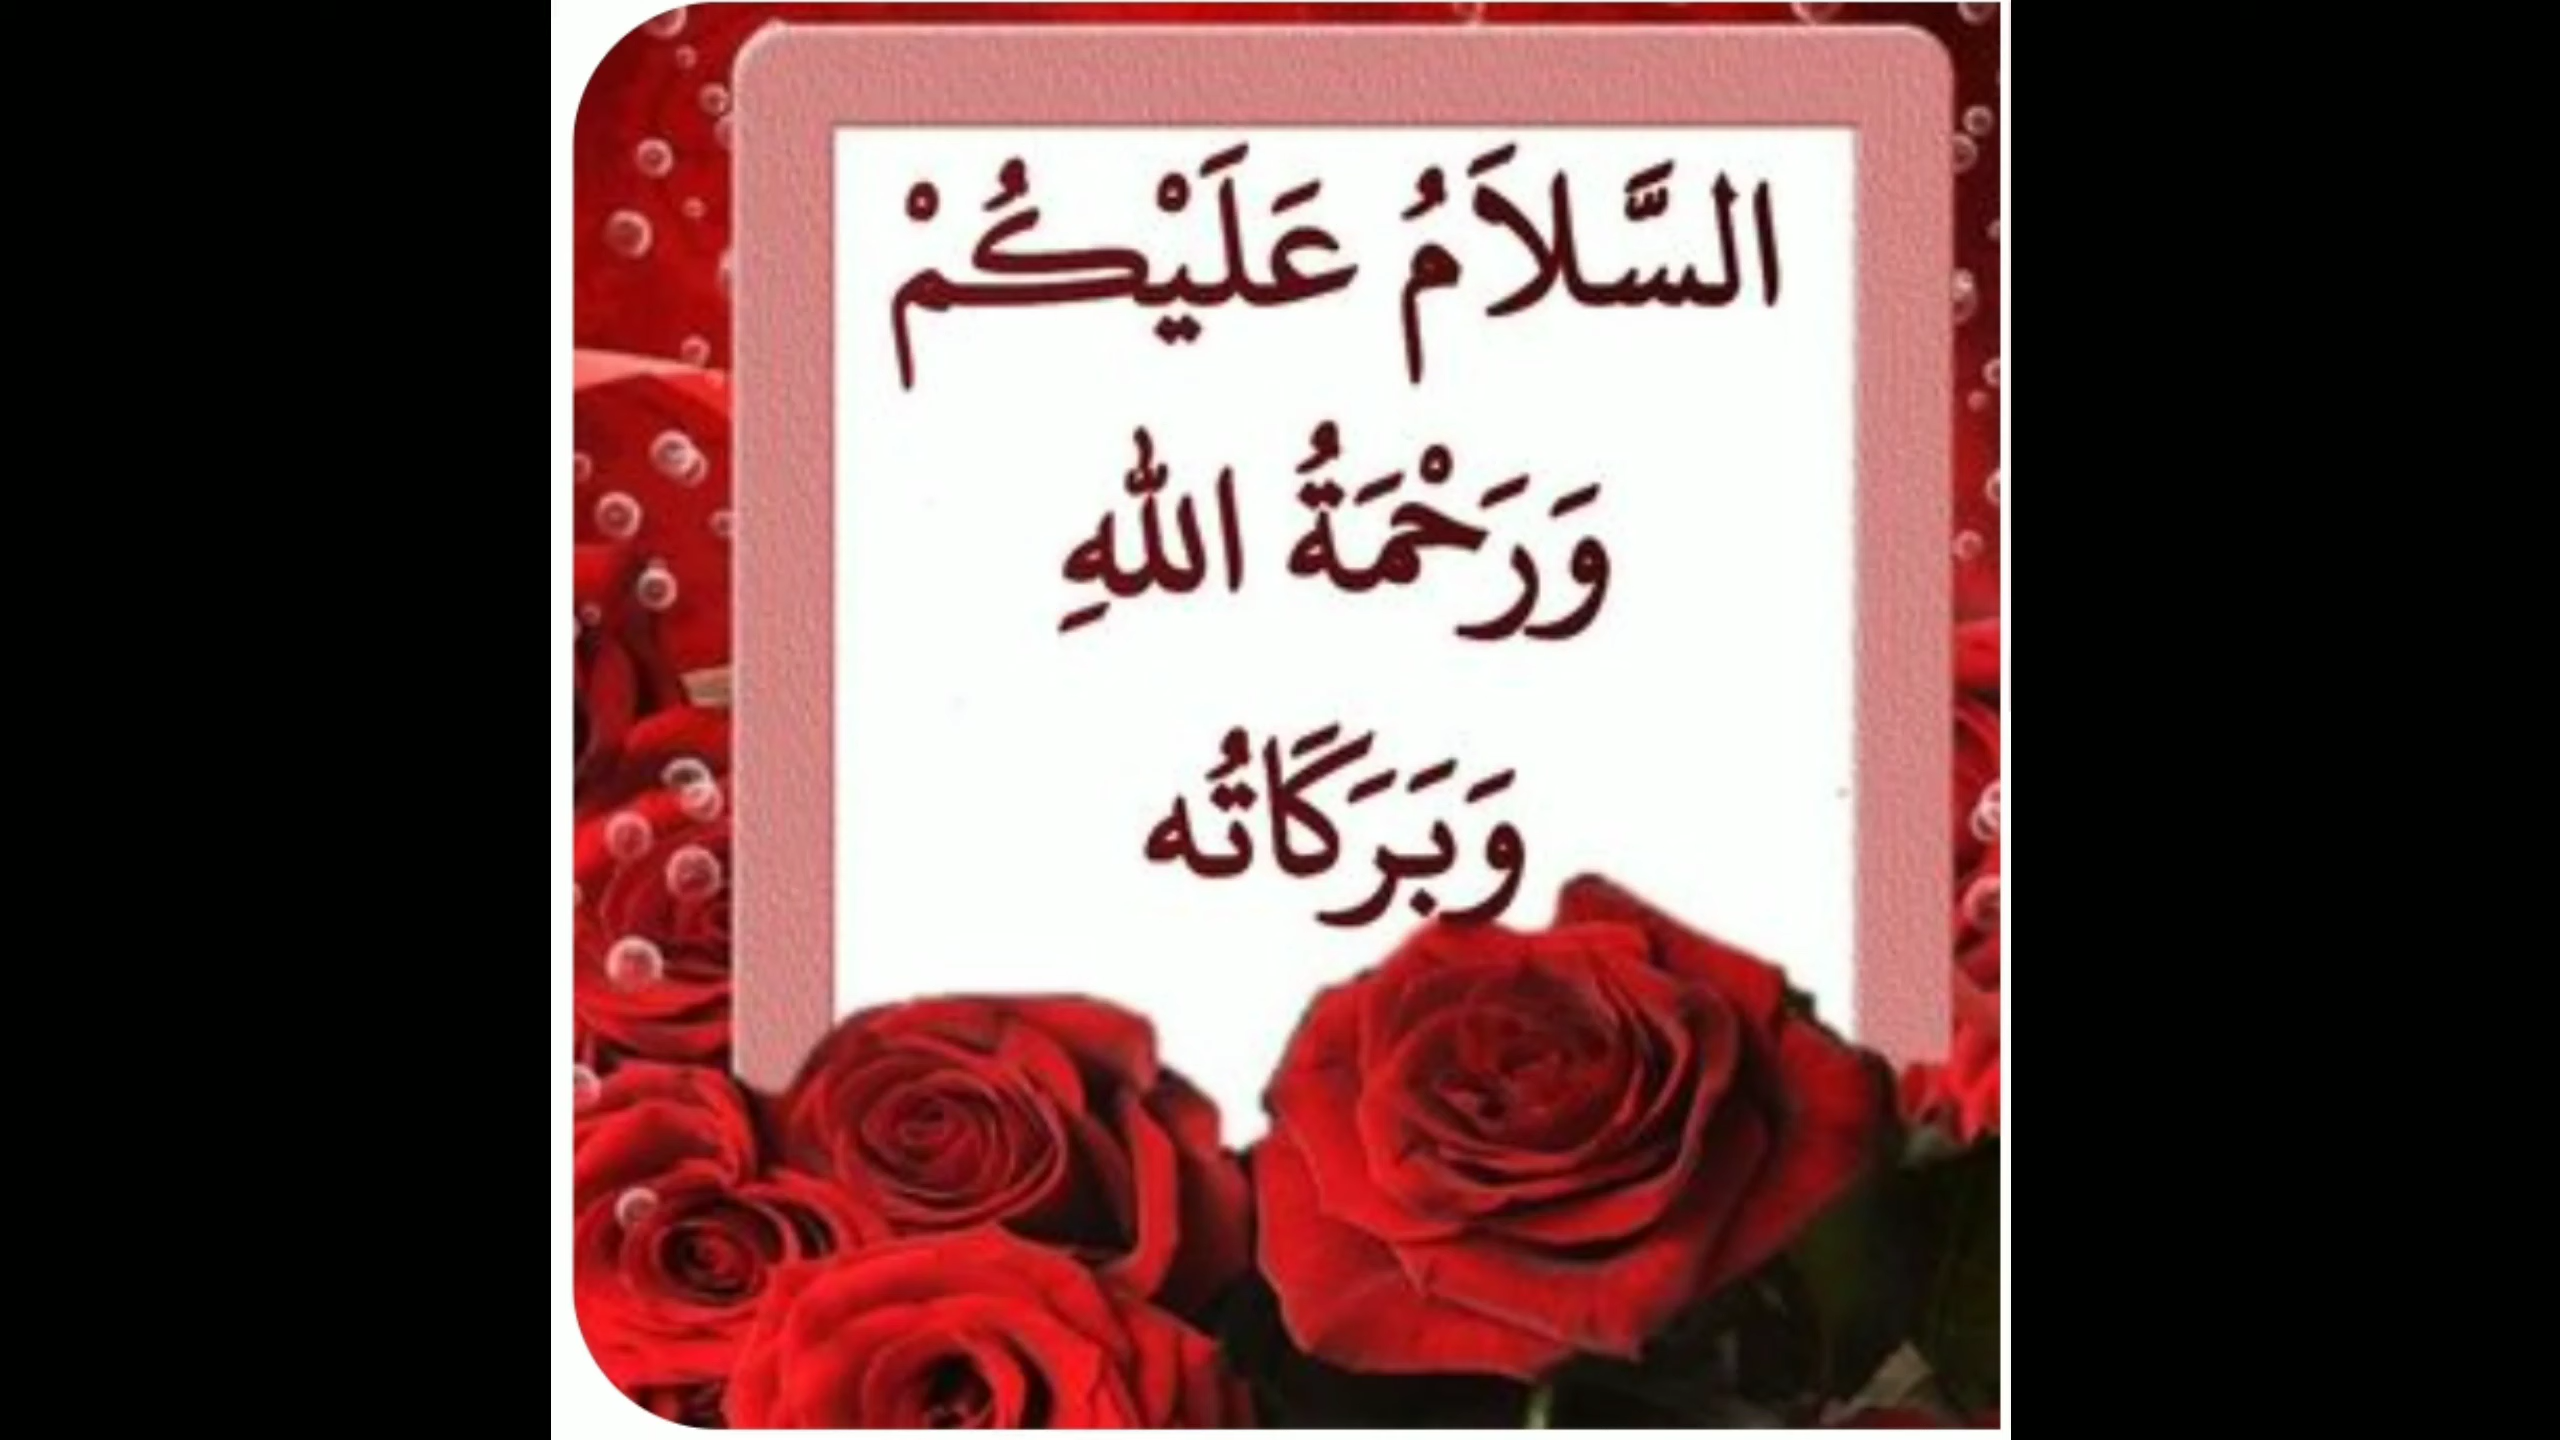 السَّلاَمُ عَلَيْكُمْ
وَرَحْمَةُ اللهِ
وَبَرَكَاتُه